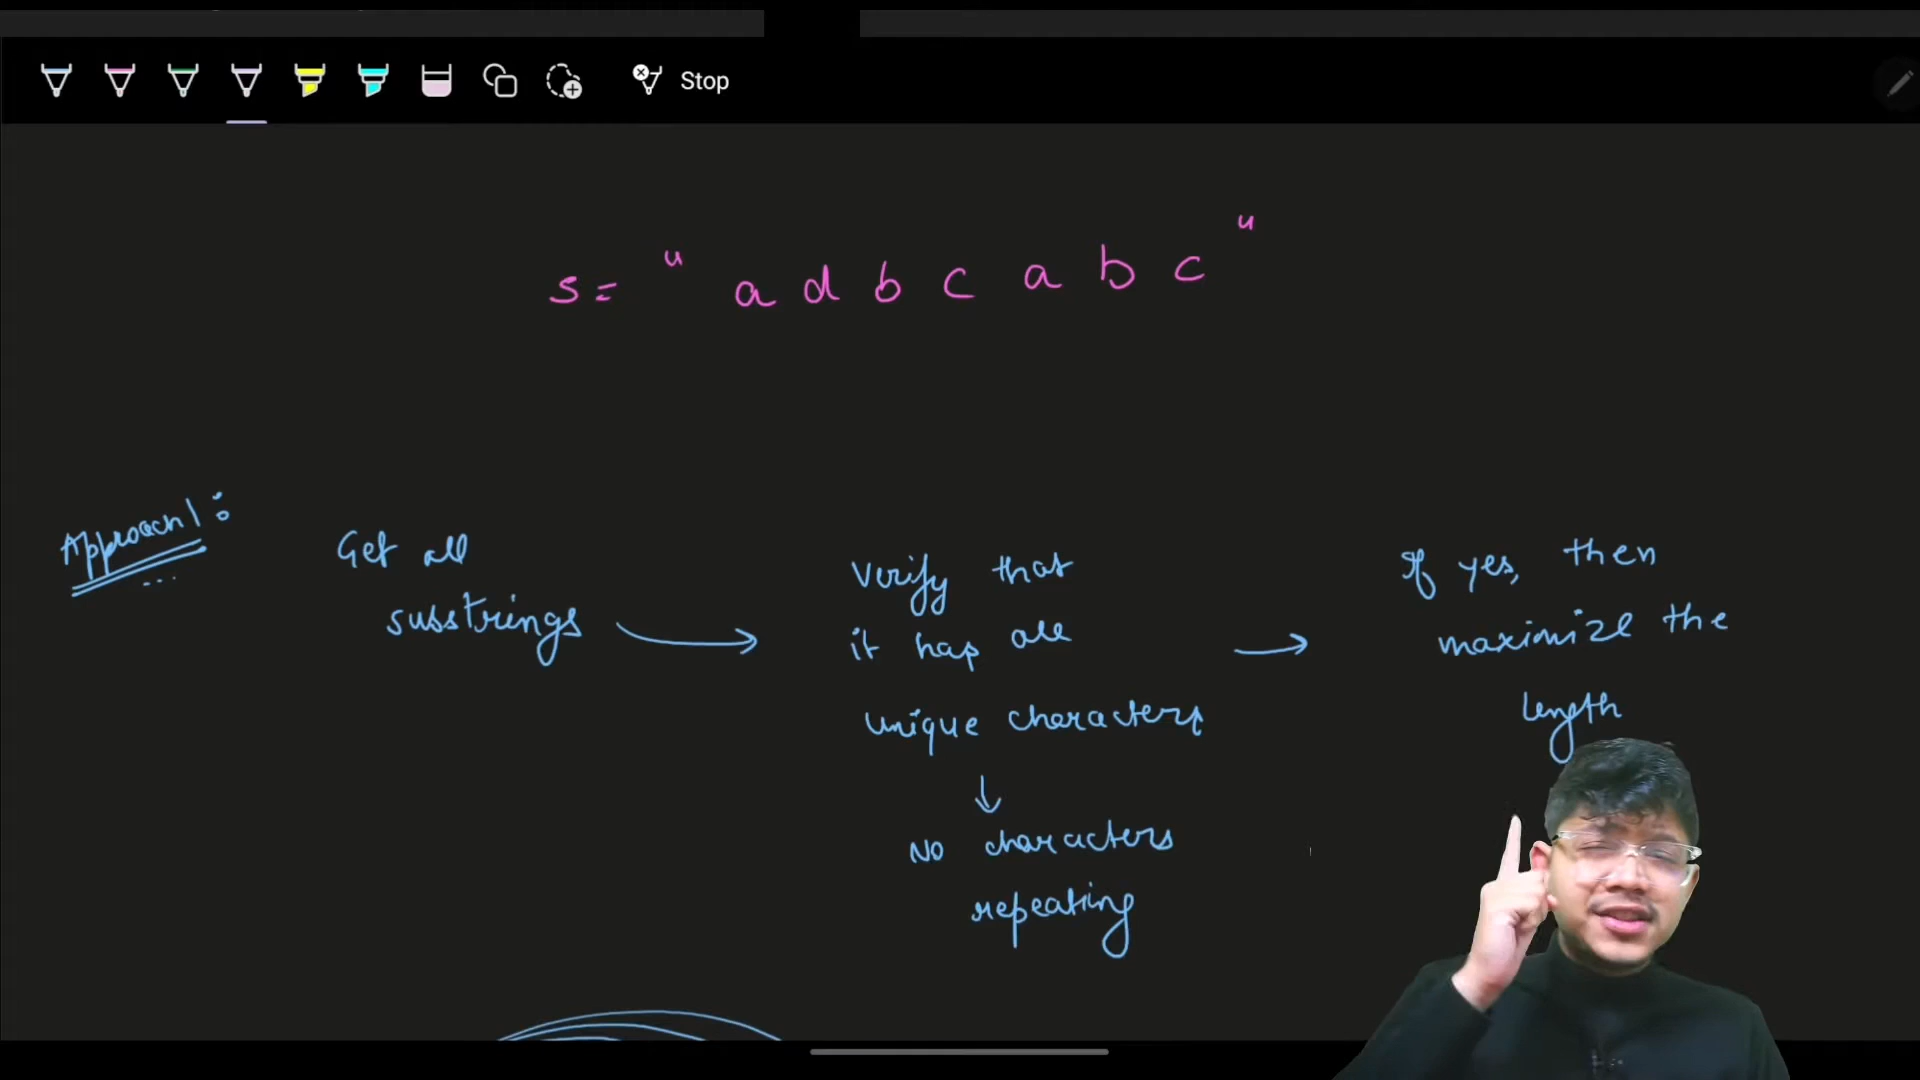 Stop
s = " a d b c a b c "
Approach 1 :
Get all
substrings
Verify that
it has all
unique characters
↓
No characters
repeating
If yes, then
maximize the
length